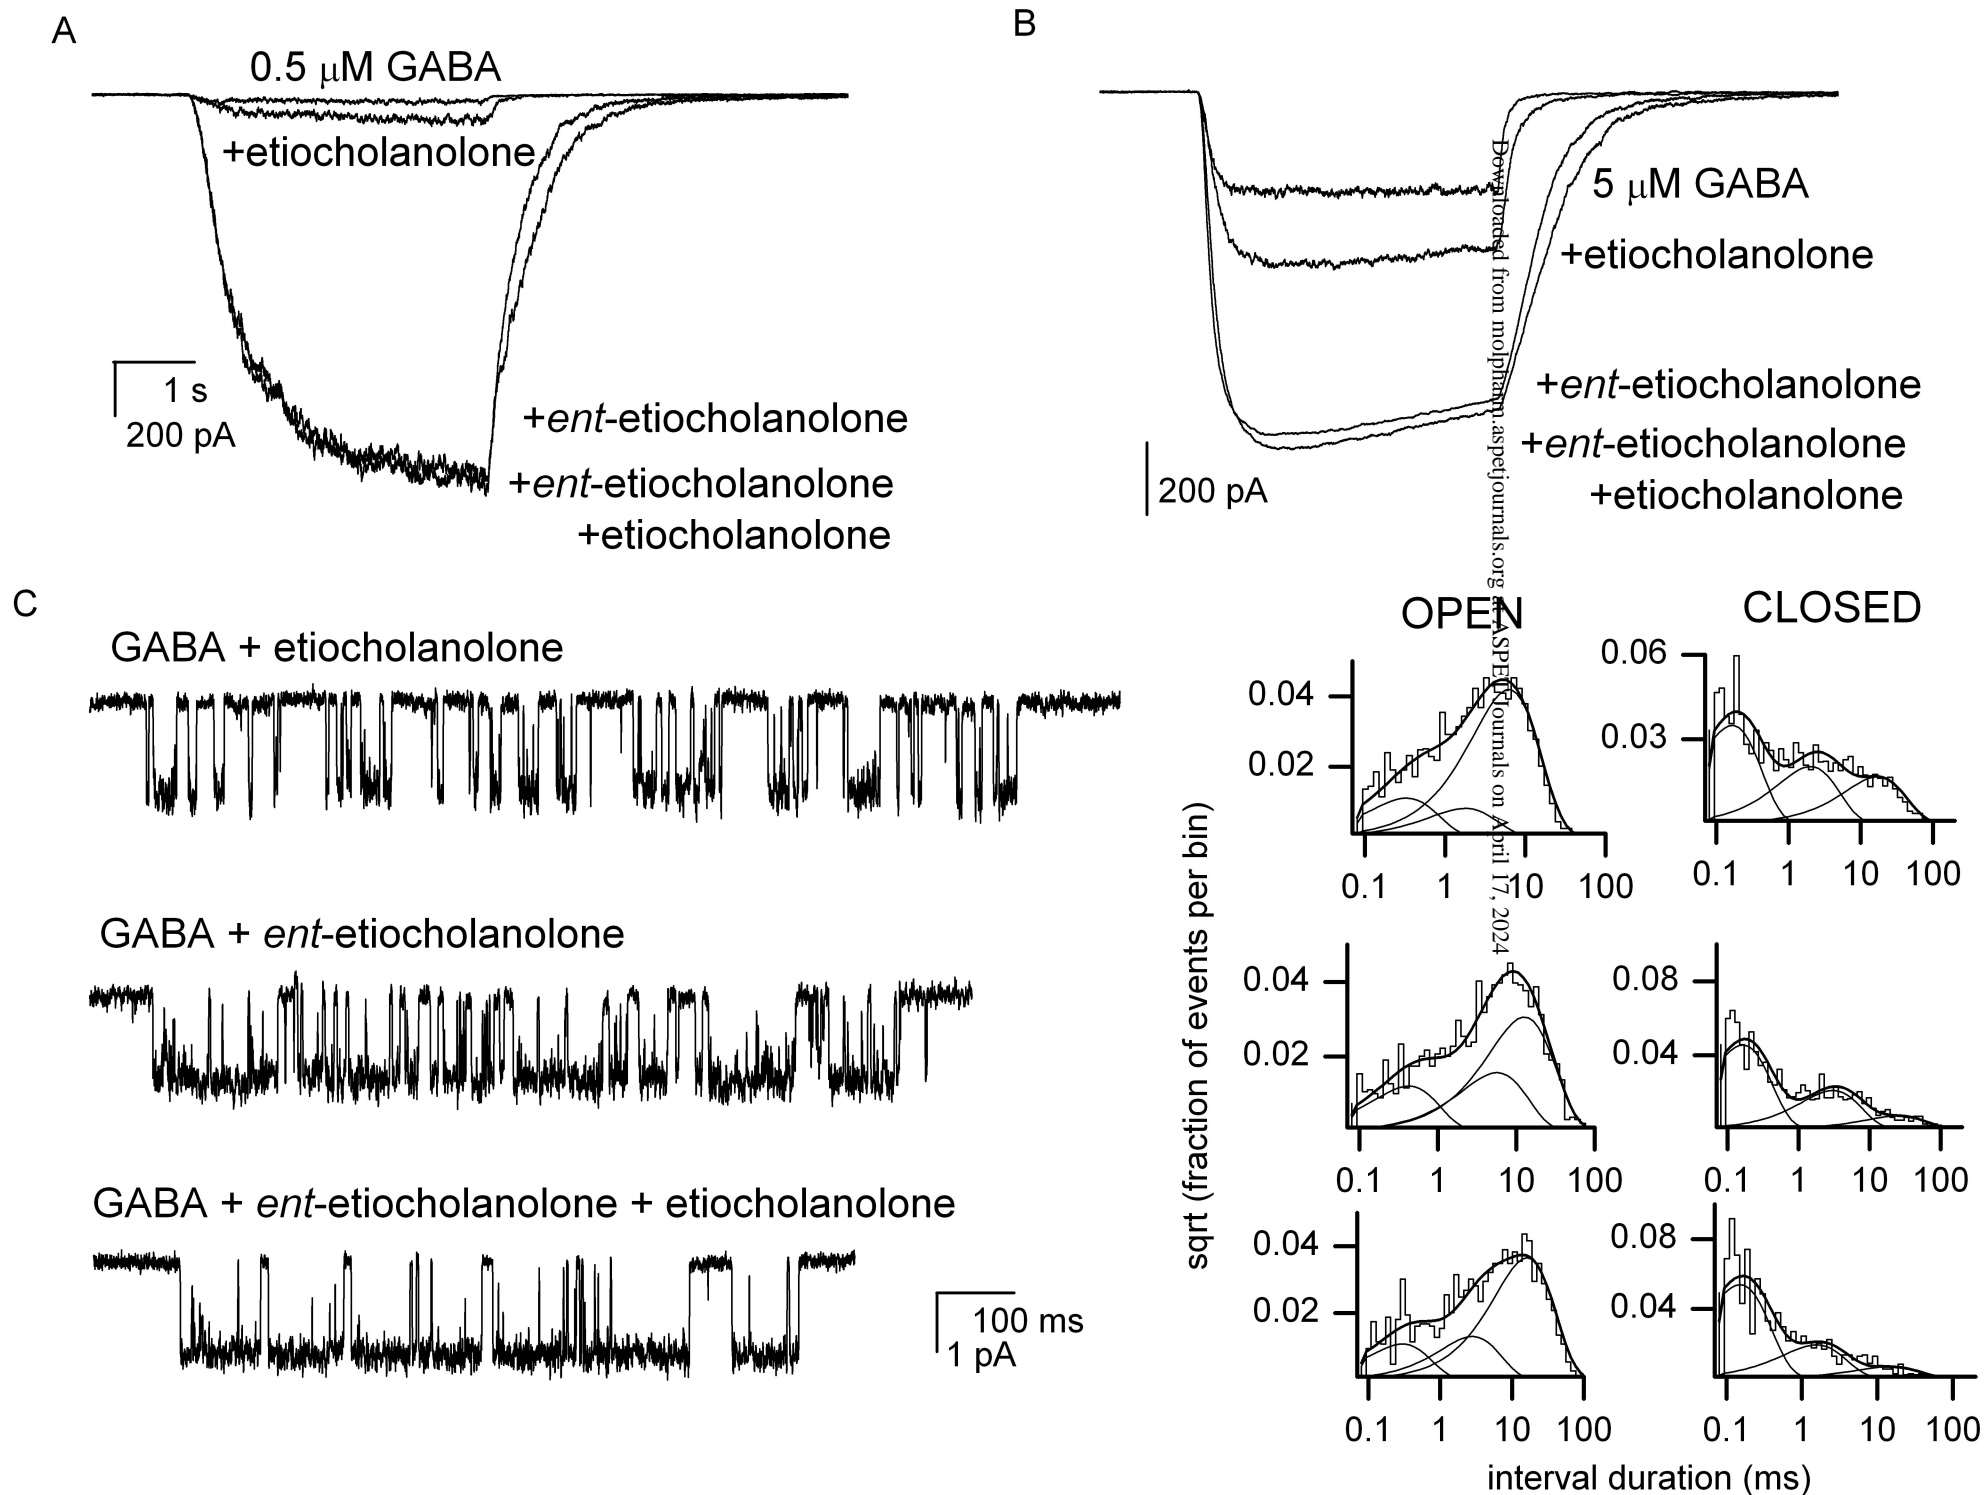 A
0.5 μM GABA
+etiocholanolone
1 s
200 pA
+ent-etiocholanolone
+ent-etiocholanolone
+etiocholanolone
B
5 μM GABA
+etiocholanolone
+ent-etiocholanolone
+ent-etiocholanolone
+etiocholanolone
200 pA
Downloaded from molpharm.aspetjournals.org at ASPET Journals on April 17, 2024
C
GABA + etiocholanolone
GABA + ent-etiocholanolone
GABA + ent-etiocholanolone + etiocholanolone
100 ms
1 pA
OPEN
CLOSED
sqrt (fraction of events per bin)
0.04
0.02
0.1 1 10 100
0.06
0.03
0.1 1 10 100
0.04
0.02
0.1 1 10 100
0.08
0.04
0.1 1 10 100
0.04
0.02
0.1 1 10 100
0.08
0.04
0.1 1 10 100
interval duration (ms)